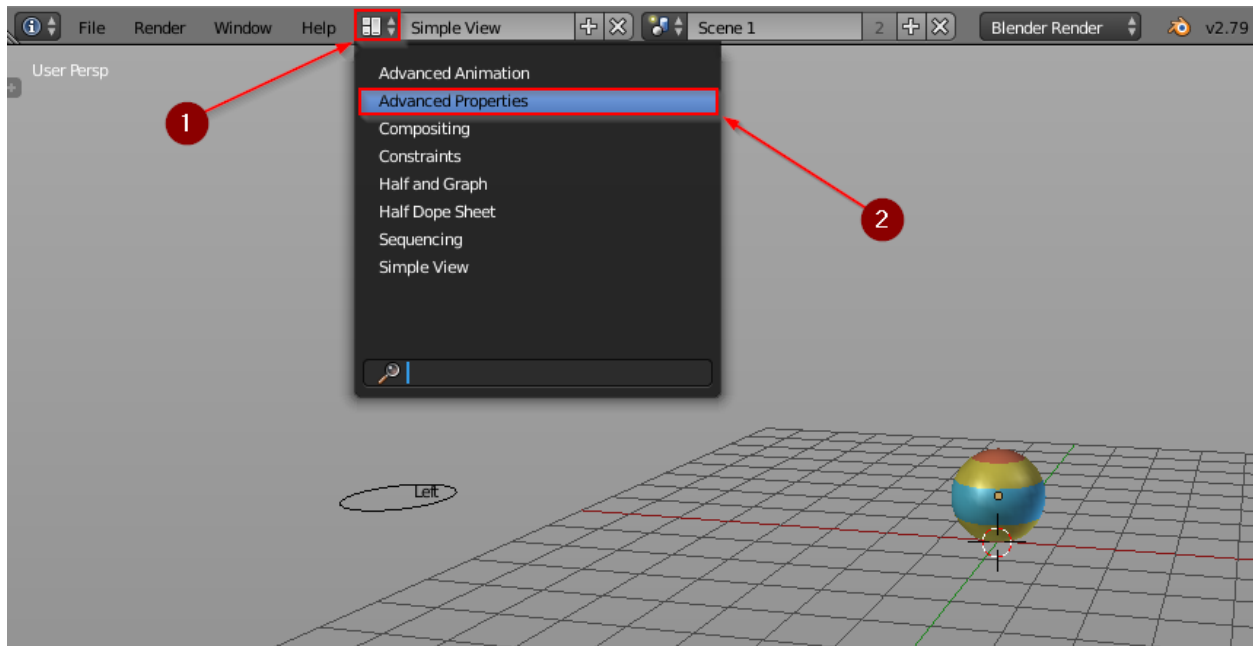 File Render Window Help Simple View Scene 1 2 Blender Render v2.79
User Persp
Advanced Animation
Advanced Properties
1
Compositing
Constraints
Half and Graph
Half Dope Sheet
2
Sequencing
Simple View
Left